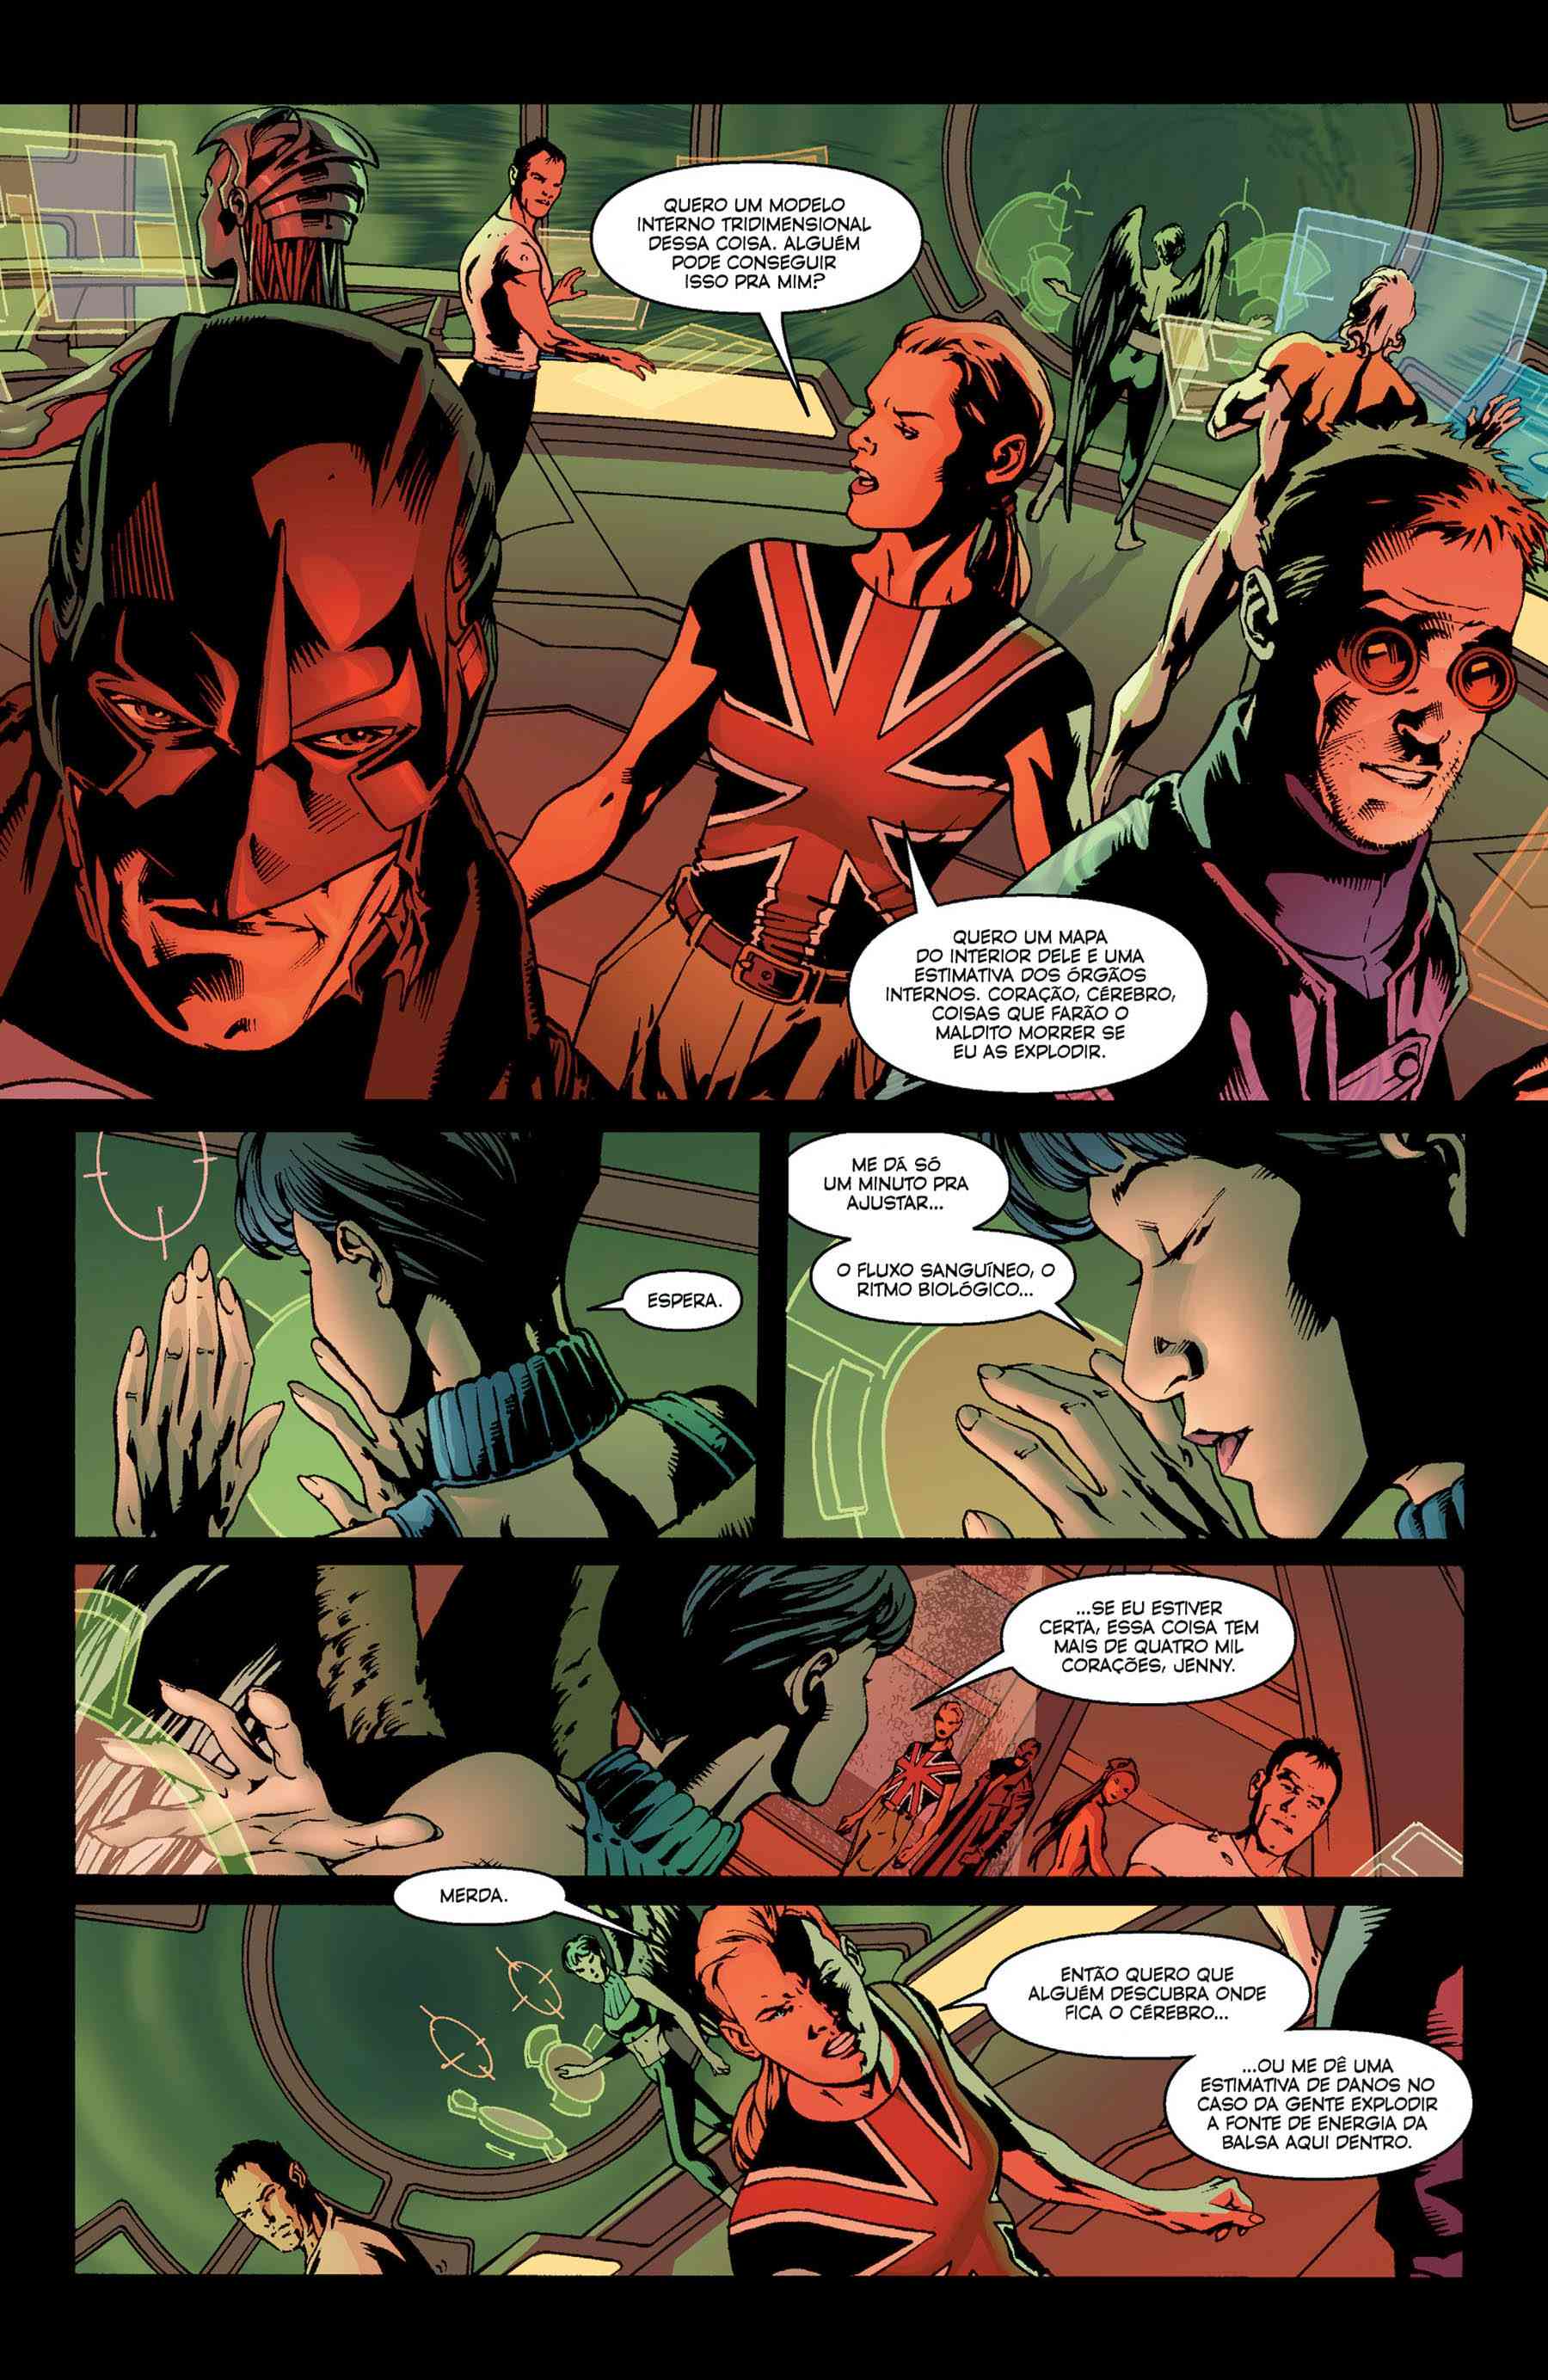 QUERO UM MODELO
INTERNO TRIDIMENSIONAL
DESSA COISA. ALGUÉM
PODE CONSEGUIR
ISSO PRA MIM?
QUERO UM MAPA
DO INTERIOR DELE E UMA
ESTIMATIVA DOS ÓRGÃOS
INTERNOS. CORAÇÃO, CÉREBRO,
COISAS QUE FARÃO O
MALDITO MORRER SE
EU AS EXPLODIR.
ESPERA.
ME DÁ SÓ
UM MINUTO PRA
AJUSTAR...
O FLUXO SANGUÍNEO, O
RITMO BIOLÓGICO...
...SE EU ESTIVER
CERTA, ESSA COISA TEM
MAIS DE QUATRO MIL
CORAÇÕES, JENNY.
MERDA.
ENTÃO QUERO QUE
ALGUÉM DESCUBRA ONDE
FICA O CÉREBRO...
...OU ME DÊ UMA
ESTIMATIVA DE DANOS NO
CASO DA GENTE EXPLODIR
A FONTE DE ENERGIA DA
BALSA AQUI DENTRO.